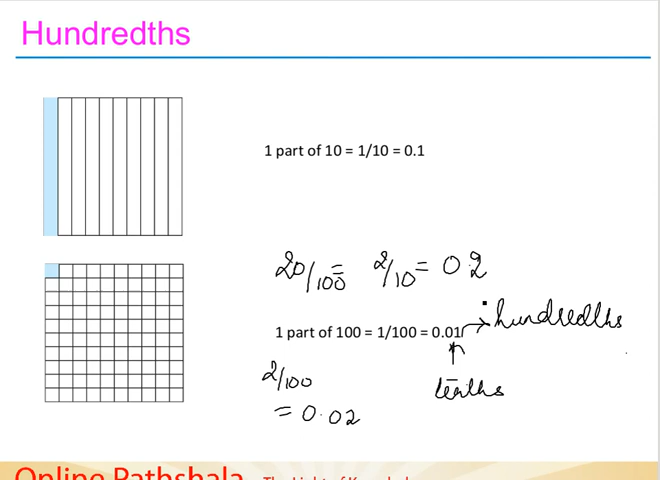 Hundredths
1 part of 10 = 1/10 = 0.1
20/100 = 2/10 = 0.2
1 part of 100 = 1/100 = 0.01 → hundredths
2/100
= 0.02
tenths
Online Pathshala